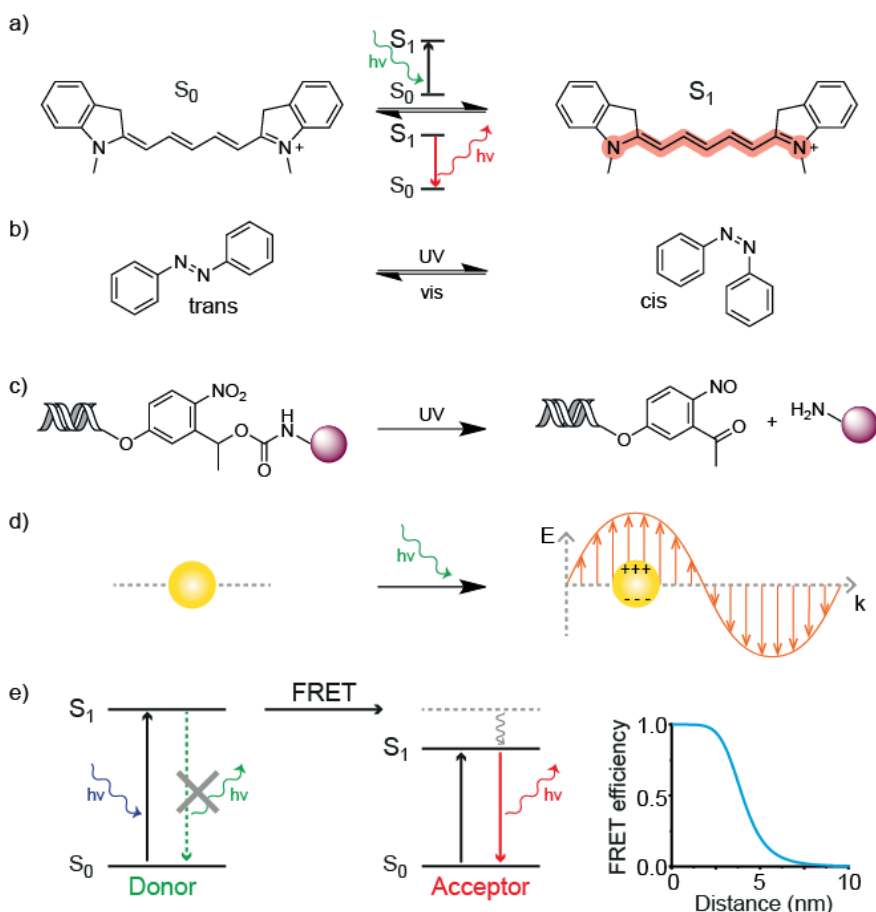 a)
S₀
S₁
hν
S₀
S₁
hν
S₀
S₁
N
N
+
N
N
+
b)
N
N
trans
UV
vis
N
N
cis
c)
NO₂
O
O
H
N
O
UV
NO
O
O
+
H₂N
d)
hν
E
+++
---
k
e)
S₁
FRET
S₁
hν
hν
hν
S₀
S₀
Donor
Acceptor
FRET efficiency
1.0
0.5
0.0
0
5
10
Distance (nm)